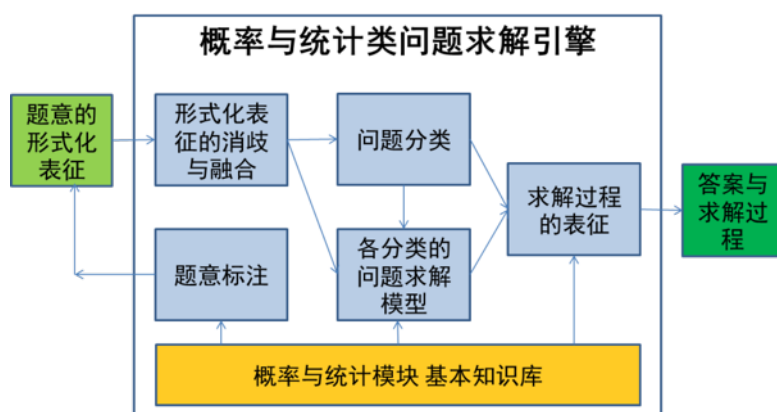 概率与统计类问题求解引擎
题意的
形式化
表征
形式化表
征的消歧
与融合
问题分类
求解过程
的表征
答案与
求解过程
题意标注
各分类的
问题求解
模型
概率与统计模块 基本知识库